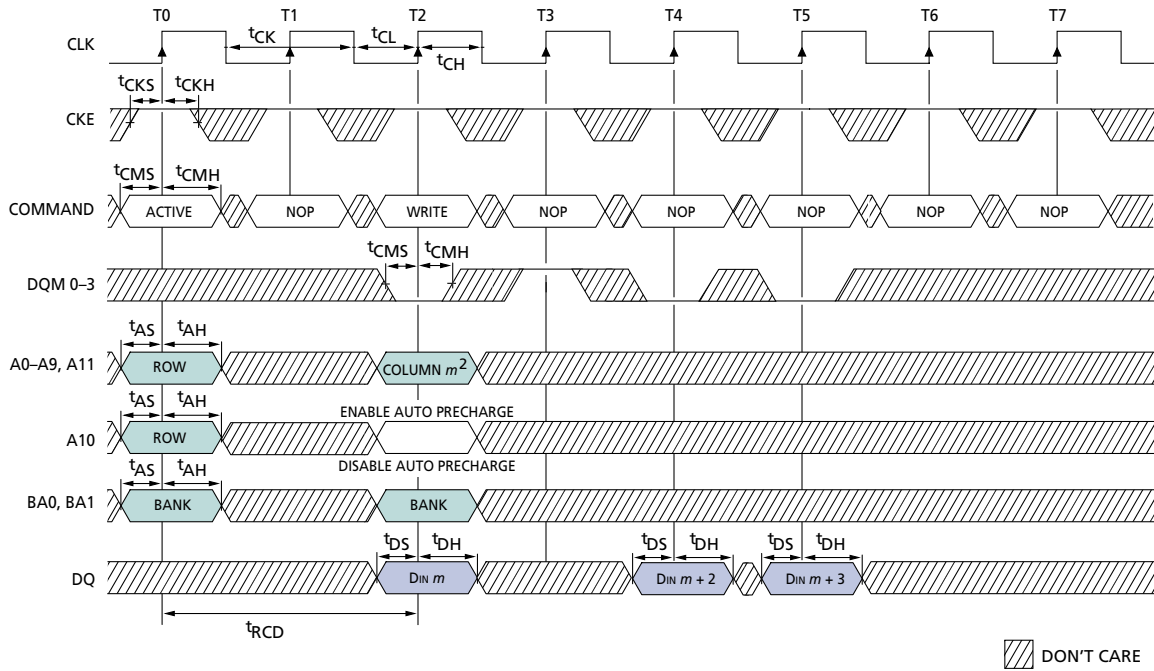 T0 T1 T2 T3 T4 T5 T6 T7
CLK tCK tCL tCH
tCKS tCKH
CKE
tCMS tCMH
COMMAND ACTIVE NOP WRITE NOP NOP NOP NOP NOP
tCMS tCMH
DQM 0–3
tAS tAH
A0–A9, A11 ROW COLUMN m2
tAS tAH ENABLE AUTO PRECHARGE
A10 ROW
DISABLE AUTO PRECHARGE
tAS tAH
BA0, BA1 BANK BANK
tDS tDH tDS tDH tDS tDH
DQ DIN m DIN m + 2 DIN m + 3
tRCD
DON'T CARE